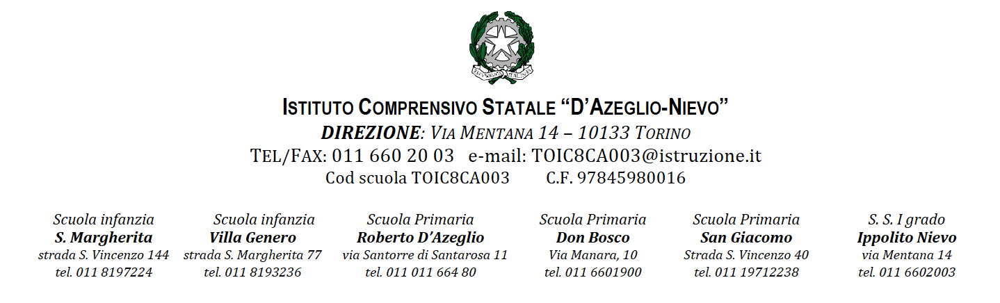 REPVBBLICA ITALIANA
ISTITUTO COMPRENSIVO STATALE “D’AZEGLIO-NIEVO”
DIREZIONE: VIA MENTANA 14 – 10133 TORINO
TEL/FAX: 011 660 20 03 e-mail: TOIC8CA003@istruzione.it
Cod scuola TOIC8CA003 C.F. 97845980016
Scuola infanzia Scuola infanzia Scuola Primaria Scuola Primaria Scuola Primaria S. S. I grado
S. Margherita Villa Genero Roberto D’Azeglio Don Bosco San Giacomo Ippolito Nievo
strada S. Vincenzo 144 strada S. Margherita 77 via Santorre di Santarosa 11 Via Manara, 10 Strada S. Vincenzo 40 via Mentana 14
tel. 011 8197224 tel. 011 8193236 tel. 011 011 664 80 tel. 011 6601900 tel. 011 19712238 tel. 011 6602003